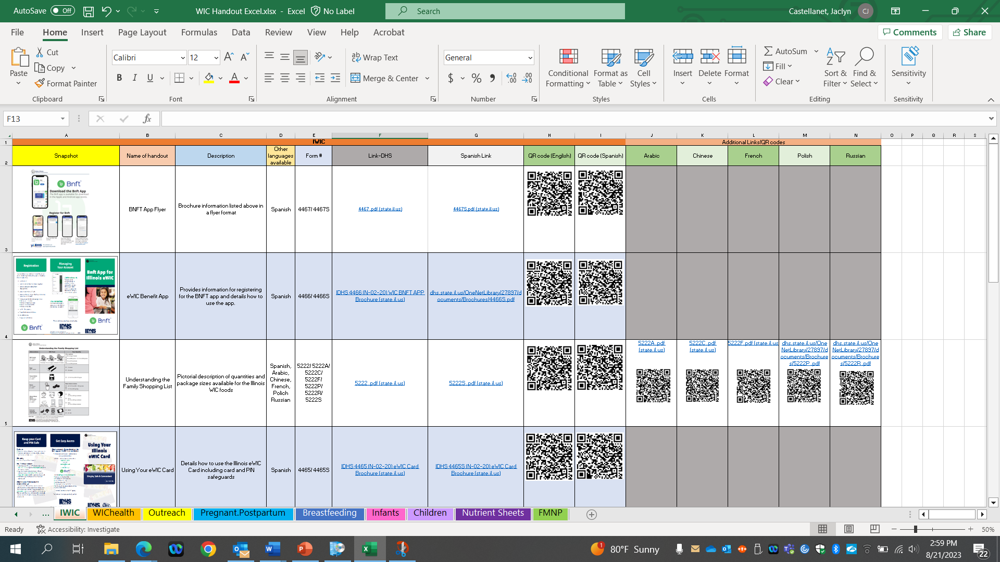 AutoSave Off WIC Handout Excel.xlsx - Excel No Label Search Castellanet, Jaclyn CJ
File Home Insert Page Layout Formulas Data Review View Help Acrobat Comments Share
Paste Cut Copy Format Painter Clipboard
Calibri 12 Font
Wrap Text Merge & Center Alignment
General Number
Conditional Formatting Format as Table Cell Styles Styles
Insert Delete Format Cells
AutoSum Fill Clear Sort & Filter Find & Select Editing
Sensitivity Sensitivity
F13 fx
A B C D E F G H I J K L M N O P Q R S
1 IWIC Additional Links/QR codes
2 Snapshot Name of handout Description Other languages available Form # Link-DHS Spanish Link QR code (English) QR code (Spanish) Arabic Chinese French Polish Russian
Bnft
Download the Bnft App
Register for Bnft
IDHS
3 BNFT App Flyer Brochure information listed above in a flyer format Spanish 4467/ 4467S 4467 .pdf (state.il.us) 4467S.pdf (state.il.us)
Registration Managing Your Account Bnft App for Illinois eWIC
Bnft IDHS Bnft IDHS
4 eWIC Benefit App Provides information for registering for the BNFT app and details how to use the app. Spanish 4466/ 4466S IDHS 4466 (N-02-20) WIC BNFT APP Brochure (state.il.us) dhs.state.il.us/OneNetLibrary/27897/documents/Brochures/4466S.pdf
Understanding the Family Shopping List
5 Understanding the Family Shopping List Pictorial description of quantities and package sizes available for the Illinois WIC foods Spanish, Arabic, Chinese, French, Polich Russian 5222/ 5222A/ 5222C/ 5222F/ 5222P/ 5222R/ 5222S 5222 .pdf (state.il.us) 5222S .pdf (state.il.us) 5222A .pdf (state.il.us) 5222C .pdf (state.il.us) 5222F.pdf (state.il.us dhs.state.il.us/OneNetLibrary/27897/documents/Brochures/5222P .pdf dhs.state.il.us/OneNetLibrary/27897/documents/Brochures/5222R .pdf
Keep your Card and PIN Safe Get Easy Access Using Your Illinois eWIC Card
Simple, Safe & Convenient
IDHS IDHS
Using Your eWIC Card Details how to use the Illinois eWIC Card including card and PIN safeguards Spanish 4465/ 4465S IDHS 4465 (N-02-20) eWIC Card Brochure (state.il.us) IDHS 4465S (N-02-20) eWIC Card Brochure (state.il.us)
... IWIC WIChealth Outreach Pregnant.Postpartum Breastfeeding Infants Children Nutrient Sheets FMNP
Ready Accessibility: Investigate 50%
80°F Sunny 2:59 PM
8/21/2023 22